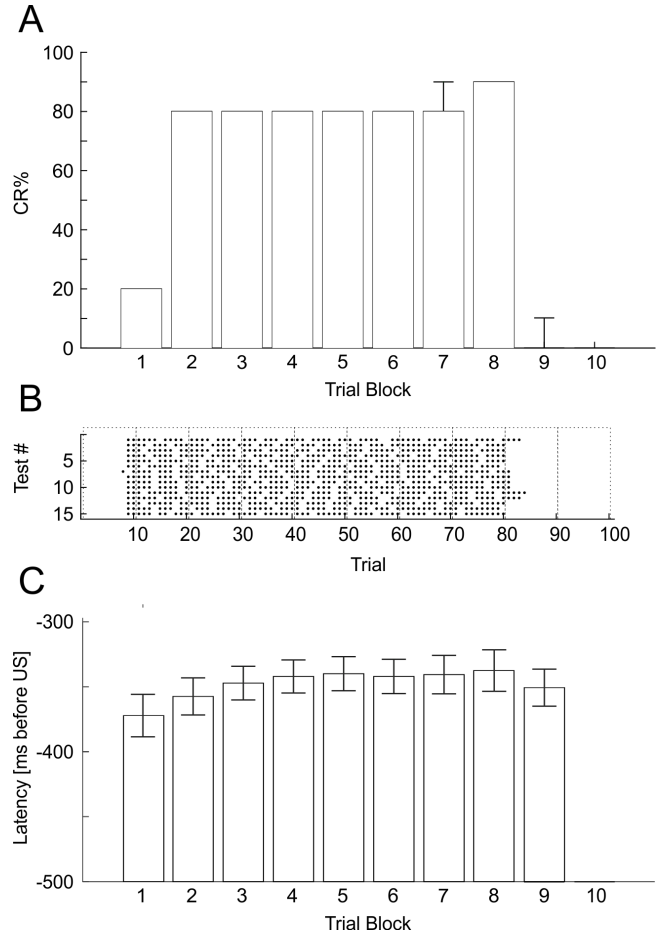 A
100
80
60
40
20
0
CR%
1 2 3 4 5 6 7 8 9 10
Trial Block
B
Test #
5
10
15
10 20 30 40 50 60 70 80 90 100
Trial
C
-300
-400
-500
Latency [ms before US]
1 2 3 4 5 6 7 8 9 10
Trial Block